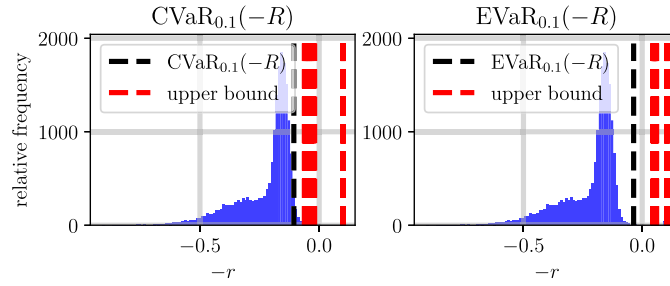 CVaR₀.₁(−R)
relative frequency
2000
1000
0
CVaR₀.₁(−R)
upper bound
−0.5
0.0
−r
EVaR₀.₁(−R)
2000
1000
0
EVaR₀.₁(−R)
upper bound
−0.5
0.0
−r